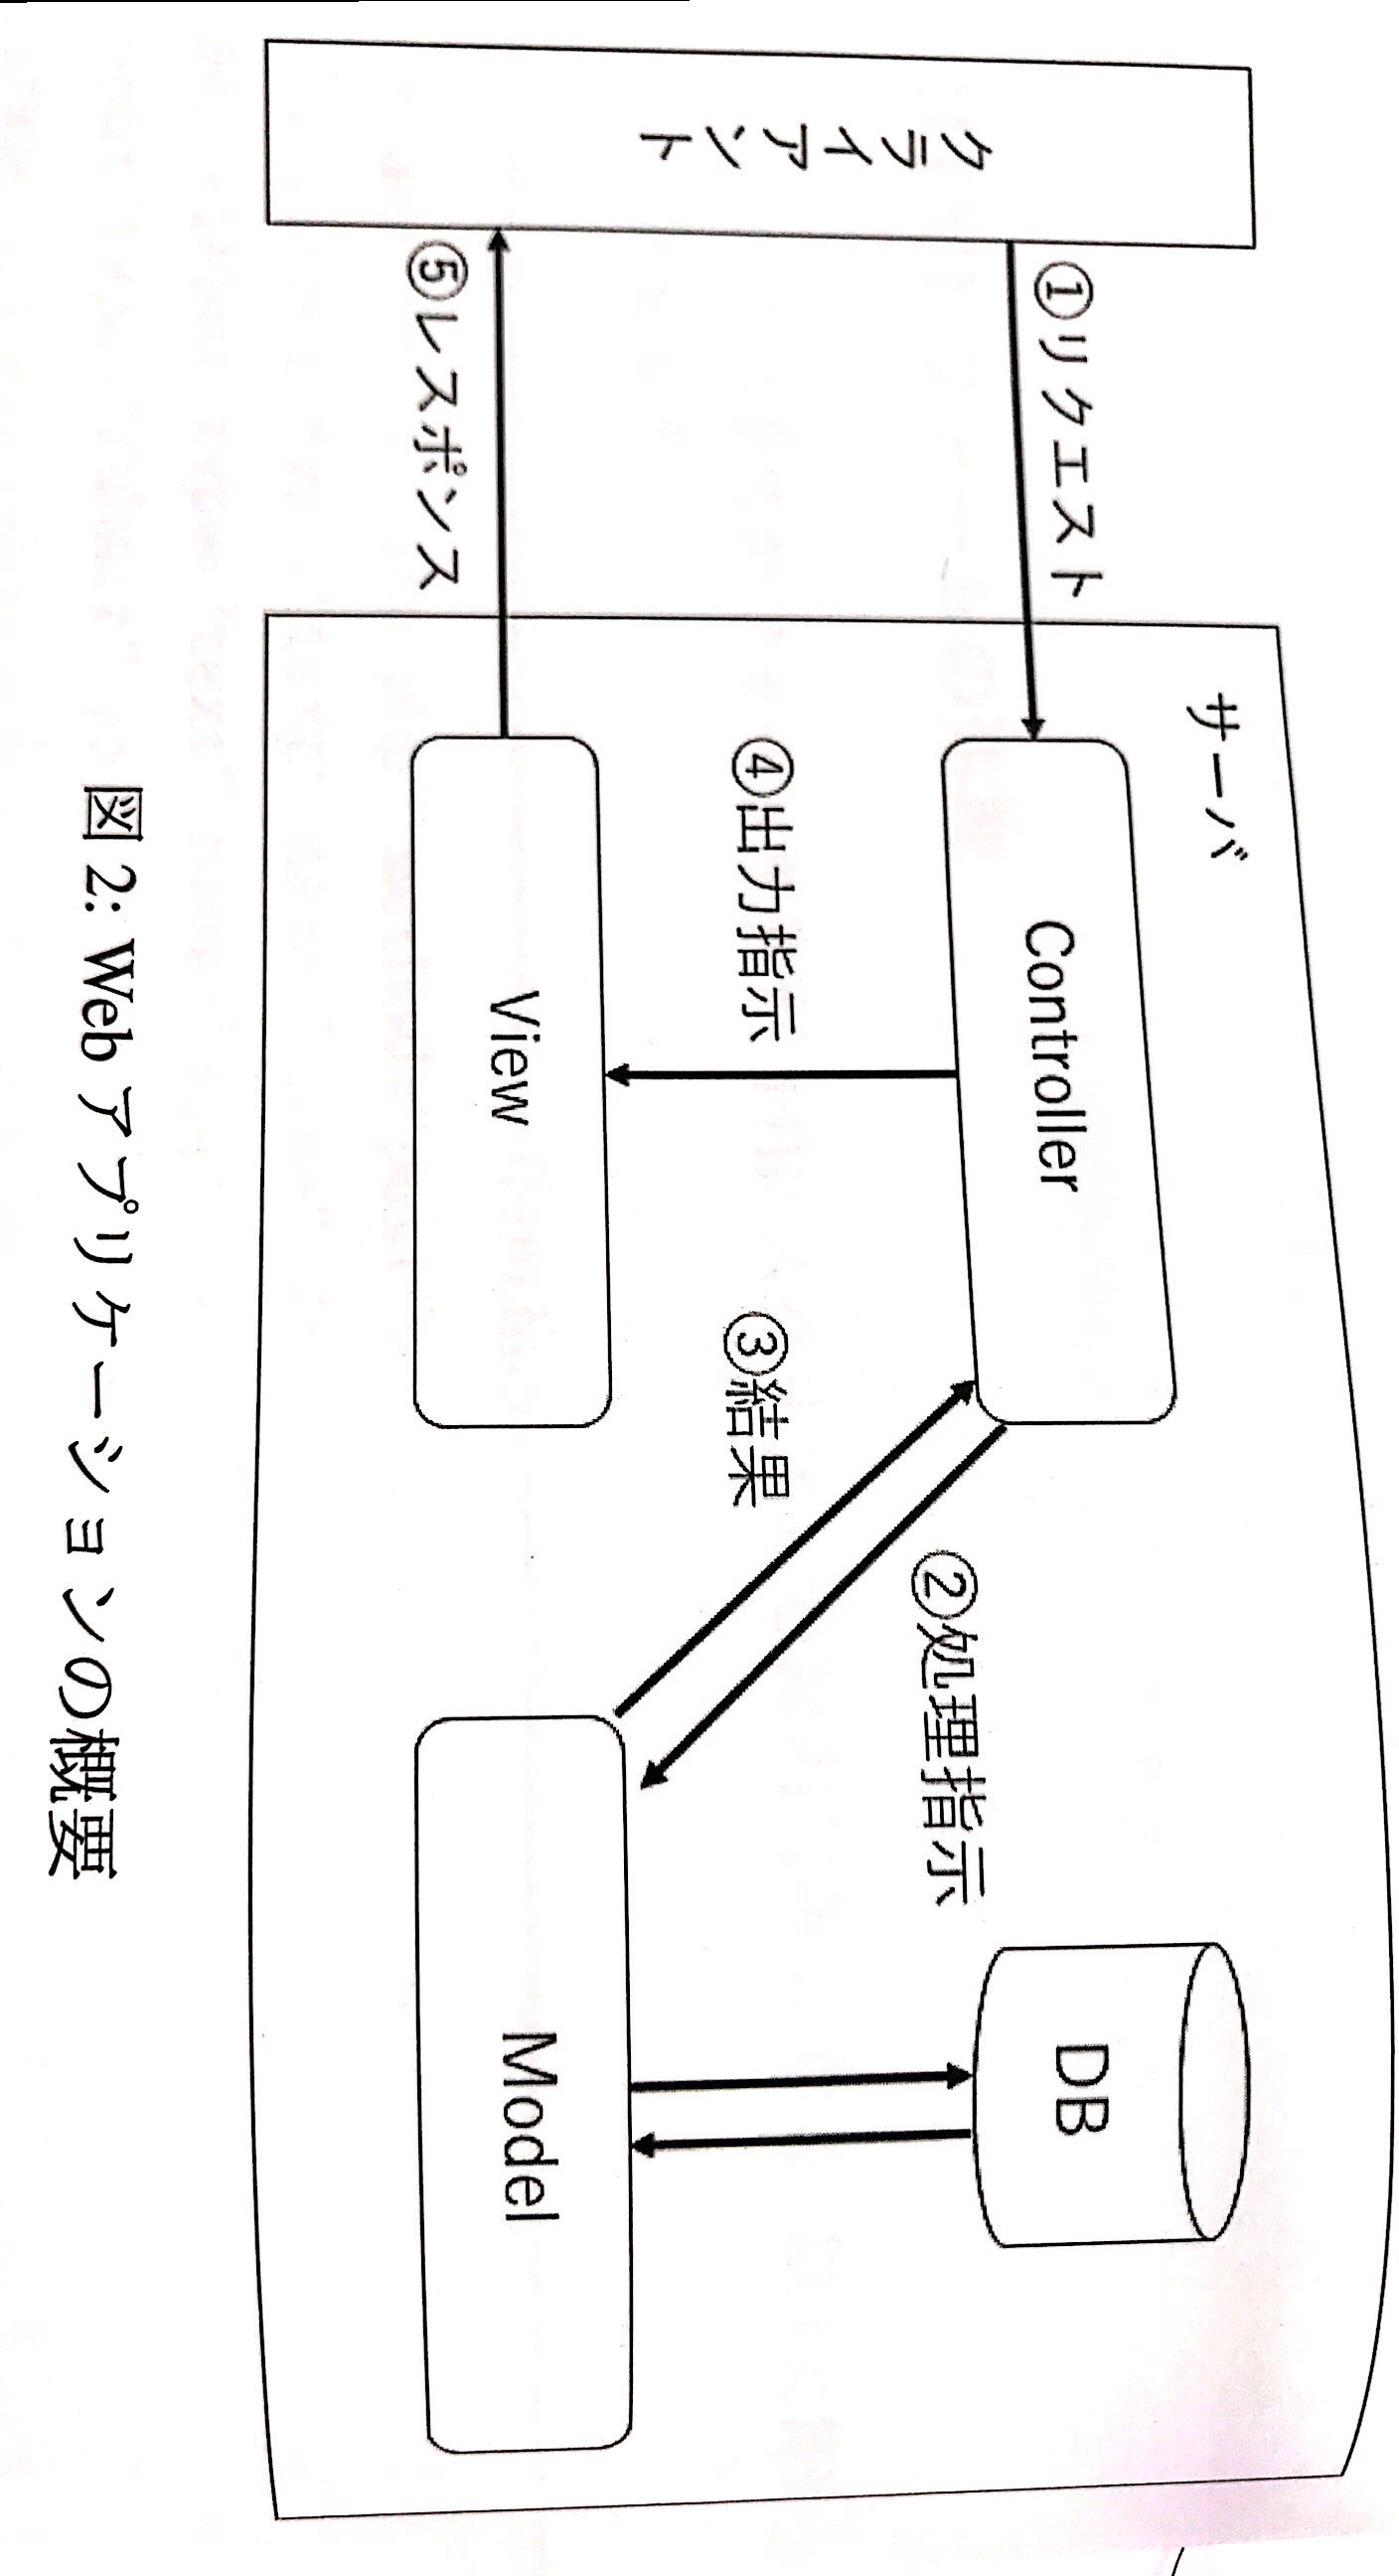 サーバ
クライアント
①リクエスト
Controller
②処理指示
DB
④出力指示
③結果
⑤レスポンス
View
Model
図 2: Web アプリケーションの概要